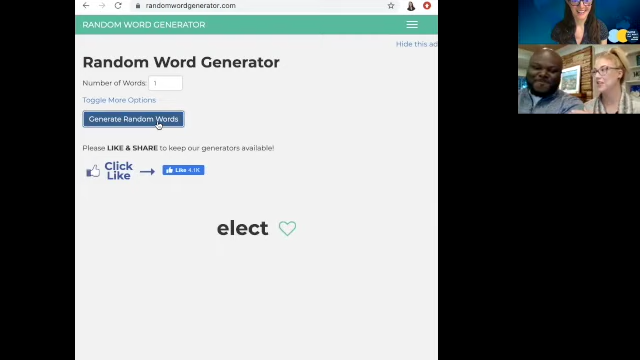 randomwordgenerator.com
RANDOM WORD GENERATOR
Hide this ad
Random Word Generator
Number of Words: 1
Toggle More Options
Generate Random Words
Please LIKE & SHARE to keep our generators available!
Click
Like
Like 4.1K
elect